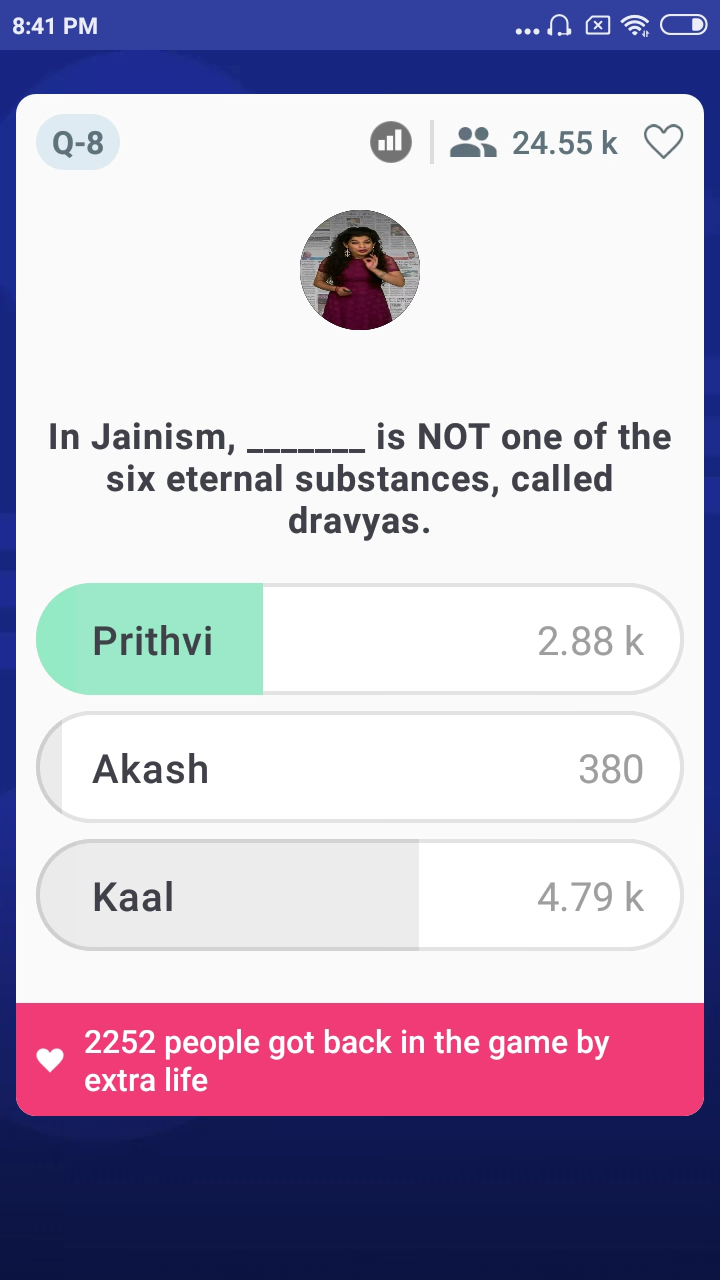 8:41 PM
Q-8
24.55 k
In Jainism, _______ is NOT one of the
six eternal substances, called
dravyas.
Prithvi 2.88 k
Akash 380
Kaal 4.79 k
2252 people got back in the game by
extra life